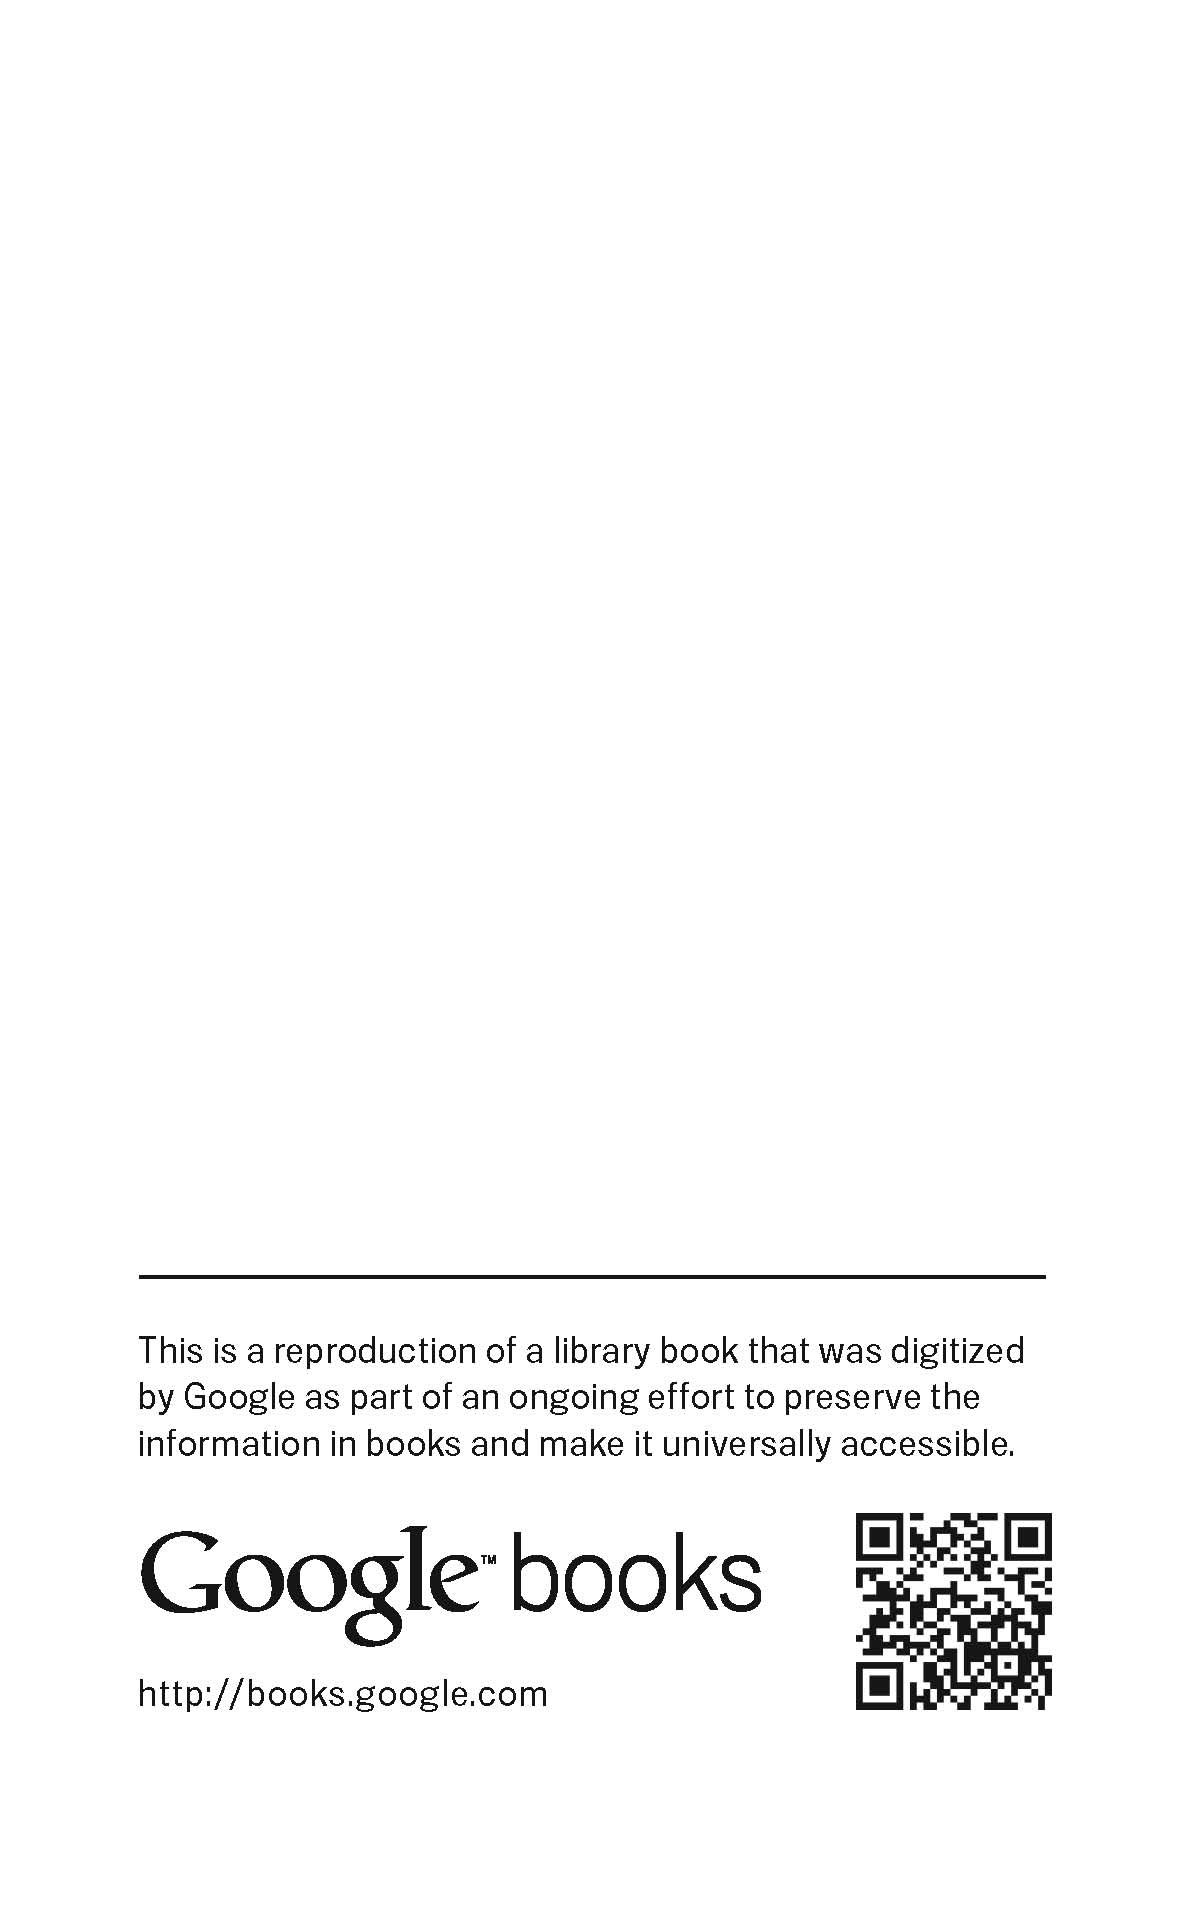 This is a reproduction of a library book that was digitized
by Google as part of an ongoing effort to preserve the
information in books and make it universally accessible.
Google™ books
http://books.google.com